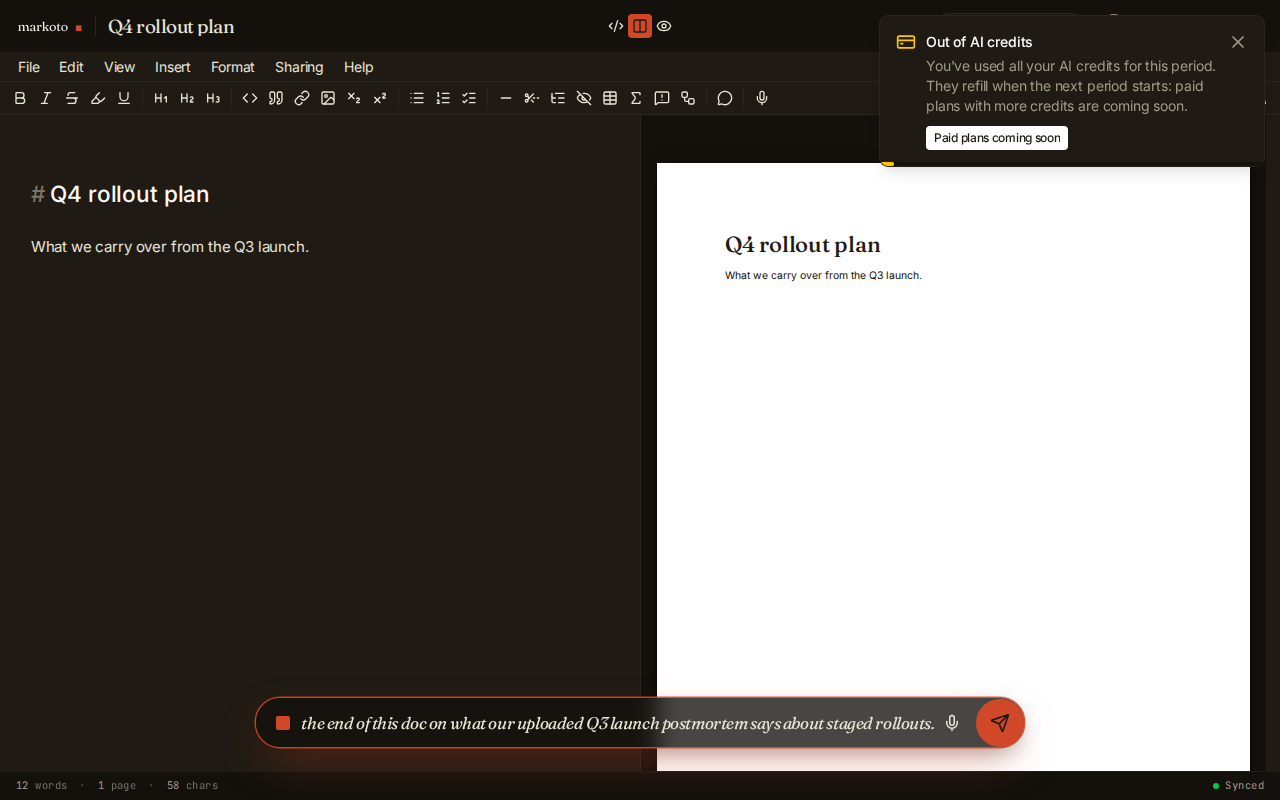 markoto
Q4 rollout plan
Out of AI credits
You've used all your AI credits for this period.
They refill when the next period starts: paid
plans with more credits are coming soon.
Paid plans coming soon
File Edit View Insert Format Sharing Help
H1 H2 H3
# Q4 rollout plan
What we carry over from the Q3 launch.
Q4 rollout plan
What we carry over from the Q3 launch.
the end of this doc on what our uploaded Q3 launch postmortem says about staged rollouts.
12 words · 1 page · 58 chars
Synced